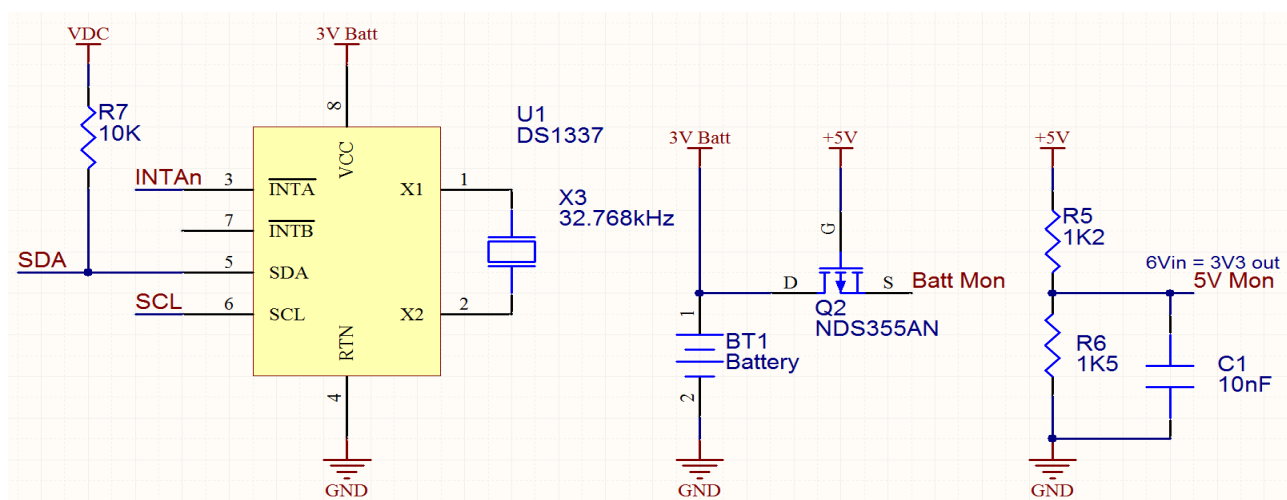 VDC
R7
10K
INTAn
SDA
SCL
3V Batt
8
VCC
3
INTA
7
INTB
5
SDA
6
SCL
X1
1
X2
2
RTN
4
GND
U1
DS1337
X3
32.768kHz
3V Batt
1
BT1
Battery
2
GND
+5V
G
D
S
Batt Mon
Q2
NDS355AN
+5V
R5
1K2
6Vin = 3V3 out
5V Mon
R6
1K5
C1
10nF
GND